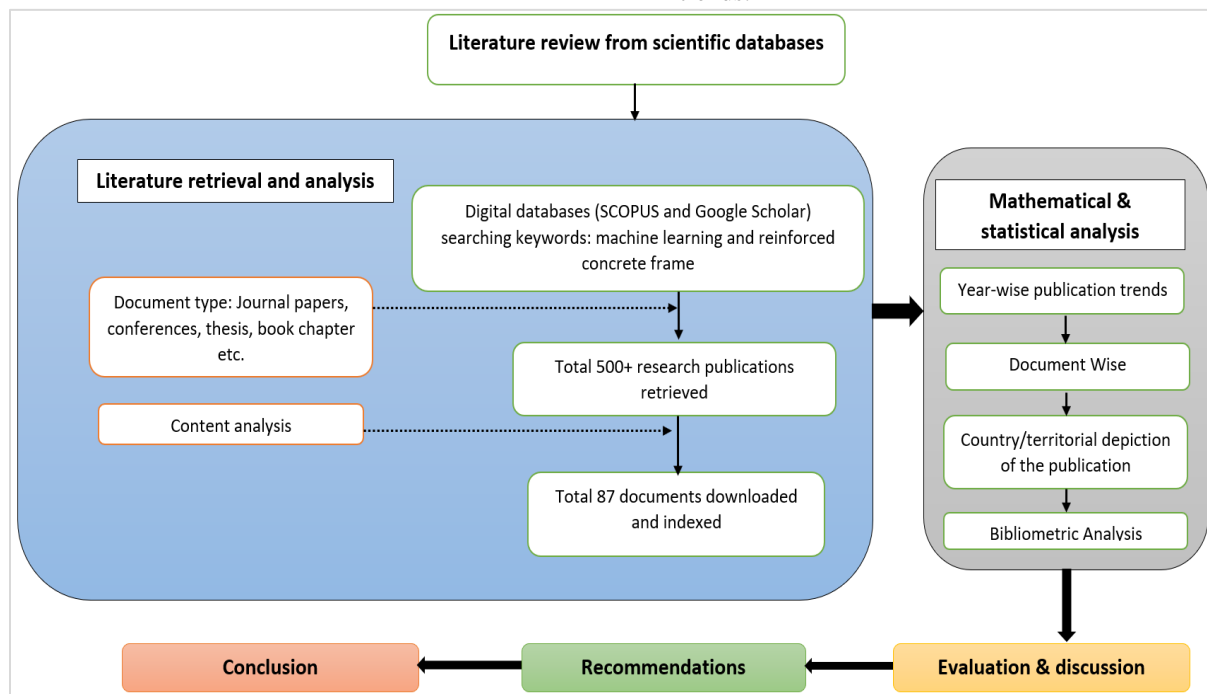 Literature review from scientific databases
Literature retrieval and analysis
Digital databases (SCOPUS and Google Scholar)
searching keywords: machine learning and reinforced
concrete frame
Document type: Journal papers,
conferences, thesis, book chapter
etc.
Total 500+ research publications
retrieved
Content analysis
Total 87 documents downloaded
and indexed
Mathematical &
statistical analysis
Year-wise publication trends
Document Wise
Country/territorial depiction
of the publication
Bibliometric Analysis
Evaluation & discussion
Recommendations
Conclusion